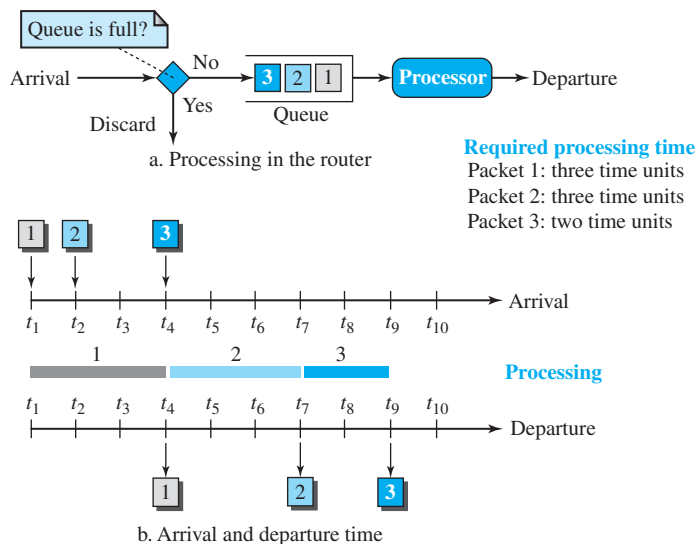 Queue is full?
Arrival
No
3 2 1
Processor
Departure
Yes
Queue
Discard
a. Processing in the router
Required processing time
Packet 1: three time units
Packet 2: three time units
Packet 3: two time units
1 2 3
Arrival
t1 t2 t3 t4 t5 t6 t7 t8 t9 t10
1 2 3
Processing
t1 t2 t3 t4 t5 t6 t7 t8 t9 t10
Departure
1 2 3
b. Arrival and departure time